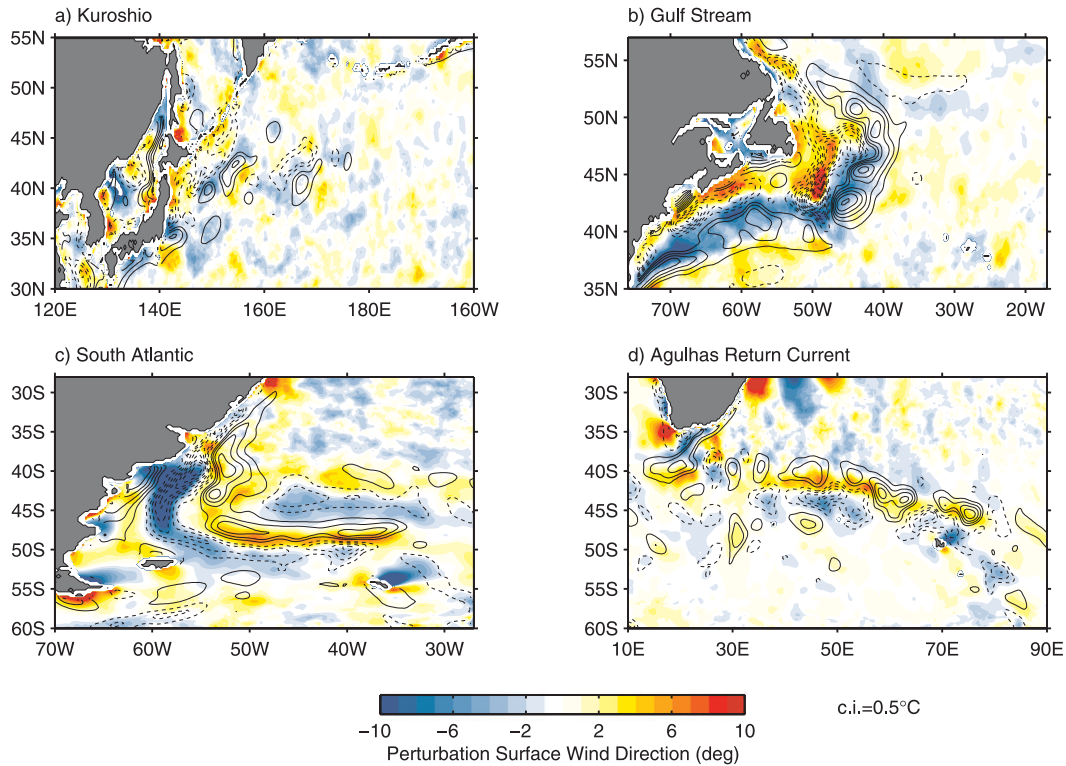 a) Kuroshio
b) Gulf Stream
55N
50N
45N
40N
35N
30N
120E 140E 160E 180E 160W
55N
50N
45N
40N
35N
70W 60W 50W 40W 30W 20W
c) South Atlantic
d) Agulhas Return Current
30S
35S
40S
45S
50S
55S
60S
70W 60W 50W 40W 30W
30S
35S
40S
45S
50S
55S
60S
10E 30E 50E 70E 90E
−10 −6 −2 2 6 10
c.i.=0.5°C
Perturbation Surface Wind Direction (deg)